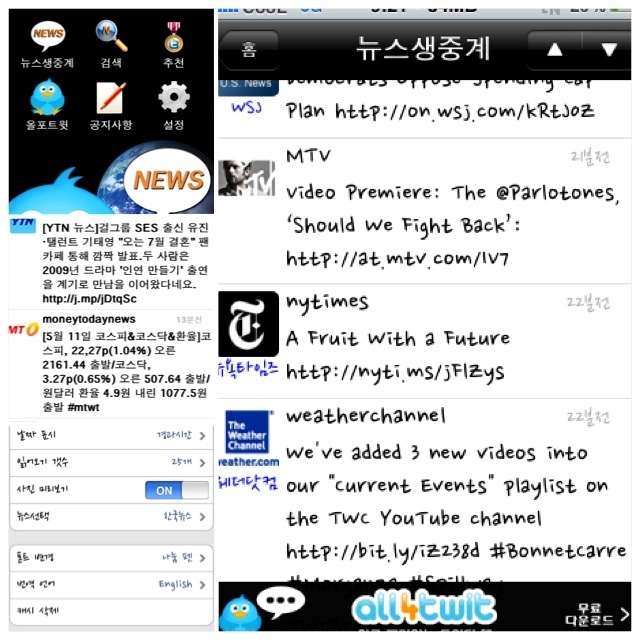 NEWS
뉴스생중계
검색
추천
올포트윗
공지사항
설정
NEWS
YTN
[YTN 뉴스]걸그룹 SES 출신 유진
·탤런트 기태영 "오는 7월 결혼" 팬
카페 통해 깜짝 발표.두 사람은
2009년 드라마 '인연 만들기' 출연
을 계기로 만남을 이어왔다네요.
http://j.mp/jDtqSc
MTO
moneytodaynews
13분전
[5월 11일 코스피&코스닥&환율]코
스피, 22,27p(1.04%) 오른
2161.44 출발/코스닥,
3.27p(0.65%) 오른 507.64 출발/
원달러 환율 4.9원 내린 1077.5원
출발 #mtwt
날짜 표시
경과시간
읽어오기 갯수
25개
사진 미리보기
ON
뉴스선택
한국뉴스
폰트 변경
나눔 펜
번역 언어
English
캐시 삭제
홈
뉴스생중계
U.S. News
WSJ
Democrats Oppose Spending Cap
Plan http://on.wsj.com/kRtJoZ
MTV
MTV
21분전
Video Premiere: The @Parlotones,
'Should We Fight Back':
http://at.mtv.com/lV7
nytimes
22분전
뉴욕타임즈
A Fruit With a Future
http://nyti.ms/jFlZys
weatherchannel
22분전
The
Weather
Channel
weather.com
웨더닷컴
We've added 3 new videos into
our "Current Events" playlist on
the TWC YouTube channel
http://bit.ly/iZ238d #Bonnetcarre
all4twit
무료
다운로드